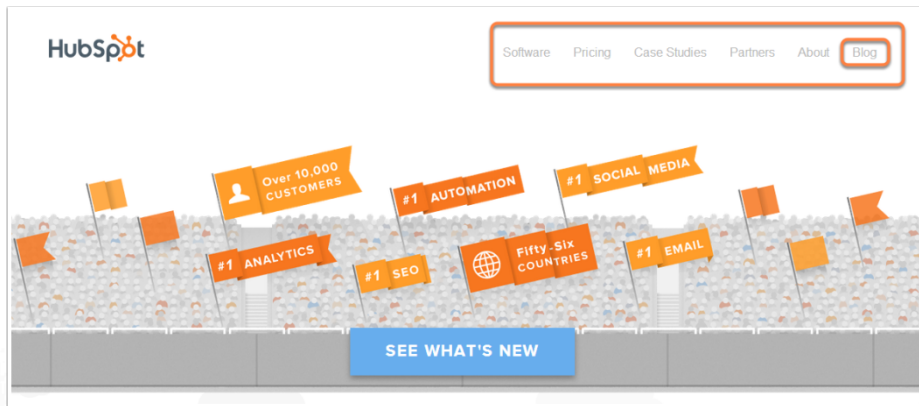 HubSpot
Software Pricing Case Studies Partners About Blog
Over 10,000
CUSTOMERS
#1 AUTOMATION
#1 SOCIAL MEDIA
#1 ANALYTICS
#1 SEO
Fifty-Six
COUNTRIES
#1 EMAIL
SEE WHAT'S NEW